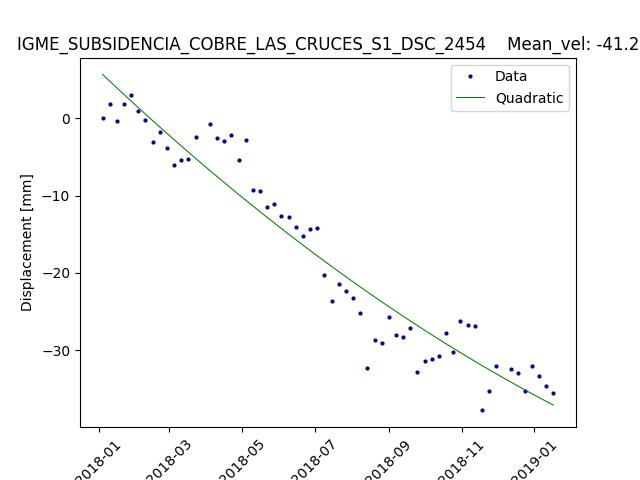 IGME_SUBSIDENCIA_COBRE_LAS_CRUCES_S1_DSC_2454 Mean_vel: -41.2
Data
Quadratic
Displacement [mm]
0
−10
−20
−30
2018-01
2018-03
2018-05
2018-07
2018-09
2018-11
2019-01